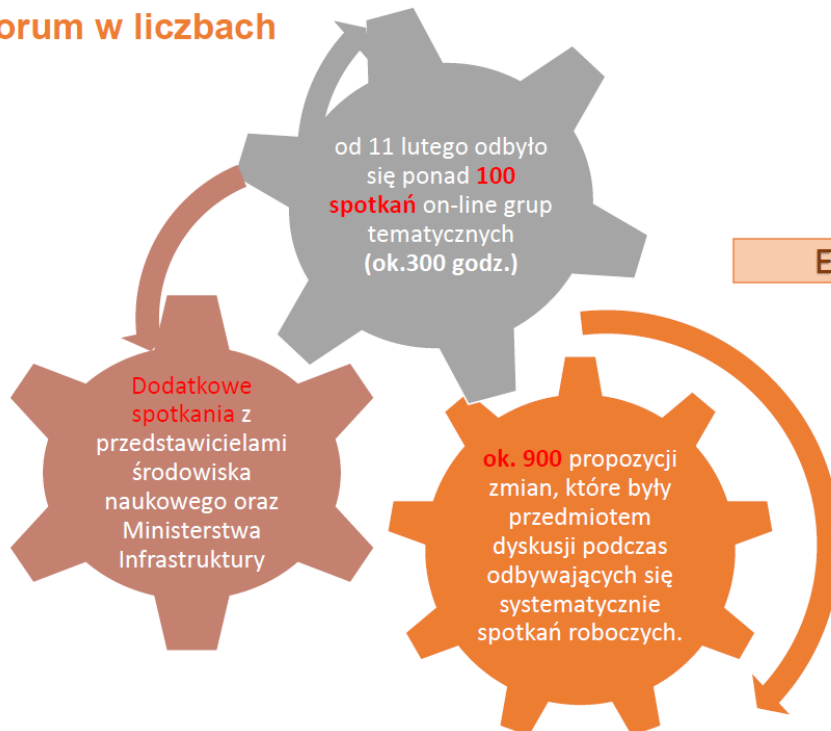 orum w liczbach
od 11 lutego odbyło
się ponad 100
spotkań on-line grup
tematycznych
(ok.300 godz.)
E
Dodatkowe
spotkania z
przedstawicielami
środowiska
naukowego oraz
Ministerstwa
Infrastruktury
ok. 900 propozycji
zmian, które były
przedmiotem
dyskusji podczas
odbywających się
systematycznie
spotkań roboczych.